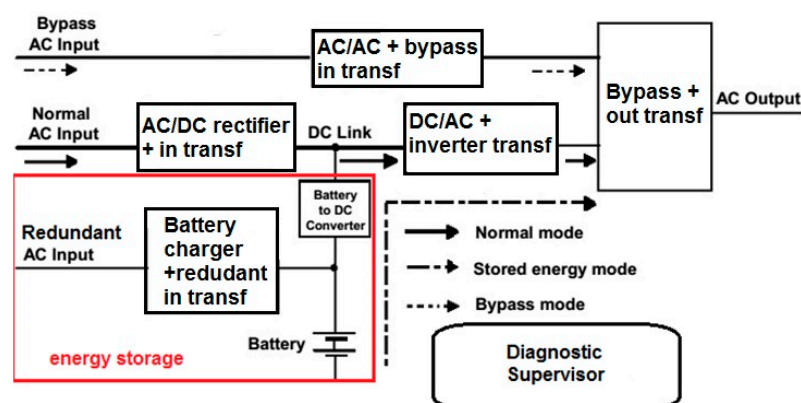 Bypass
AC Input
AC/AC + bypass
in transf
Bypass +
out transf
AC Output
Normal
AC Input
AC/DC rectifier
+ in transf
DC Link
DC/AC +
inverter transf
Battery
to DC
Converter
Redundant
AC Input
Battery
charger
+redudant
in transf
Battery
energy storage
Normal mode
Stored energy mode
Bypass mode
Diagnostic
Supervisor